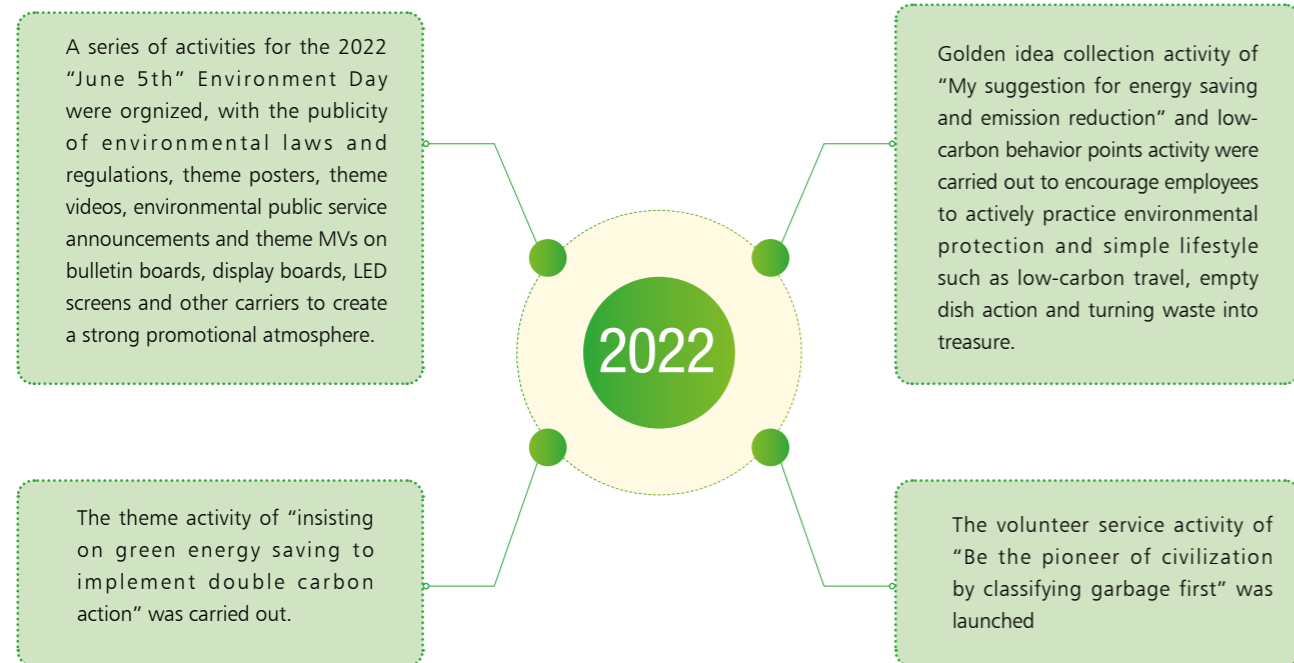 A series of activities for the 2022
“June 5th” Environment Day
were orgnized, with the publicity
of environmental laws and
regulations, theme posters, theme
videos, environmental public service
announcements and theme MVs on
bulletin boards, display boards, LED
screens and other carriers to create
a strong promotional atmosphere.
Golden idea collection activity of
“My suggestion for energy saving
and emission reduction” and low-
carbon behavior points activity were
carried out to encourage employees
to actively practice environmental
protection and simple lifestyle
such as low-carbon travel, empty
dish action and turning waste into
treasure.
2022
The theme activity of “insisting
on green energy saving to
implement double carbon
action” was carried out.
The volunteer service activity of
“Be the pioneer of civilization
by classifying garbage first” was
launched